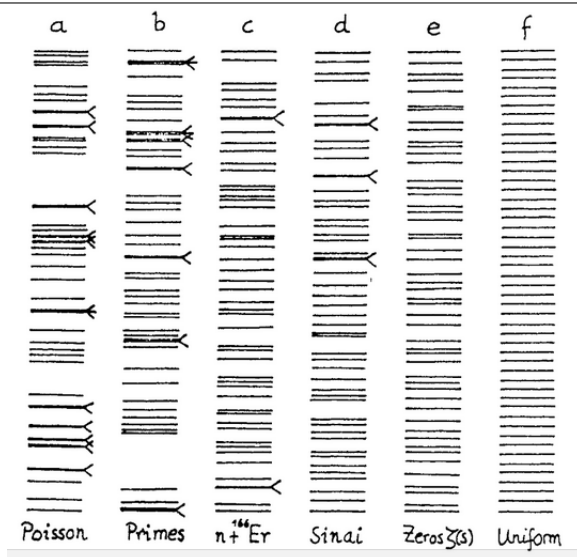 a b c d e f
Poisson Primes n+¹⁶⁶Er Sinai Zeros ζ(s) Uniform